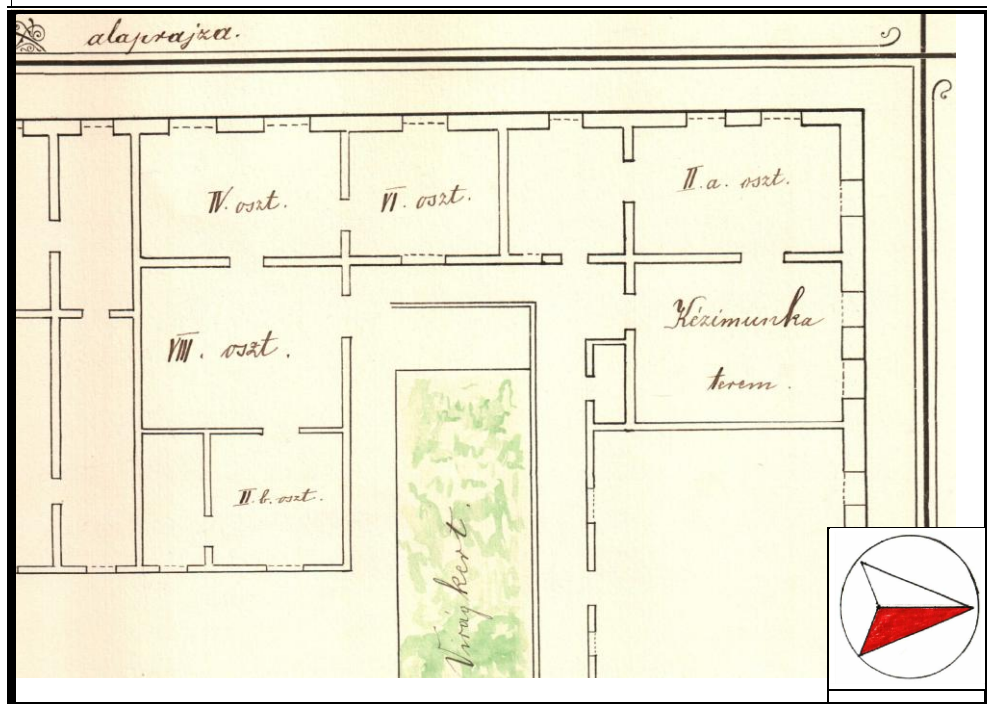 alaprajza.
IV. oszt.
VI. oszt.
II. a. oszt.
VIII. oszt.
Kézimunka
terem.
II. b. oszt.
Virágkert.